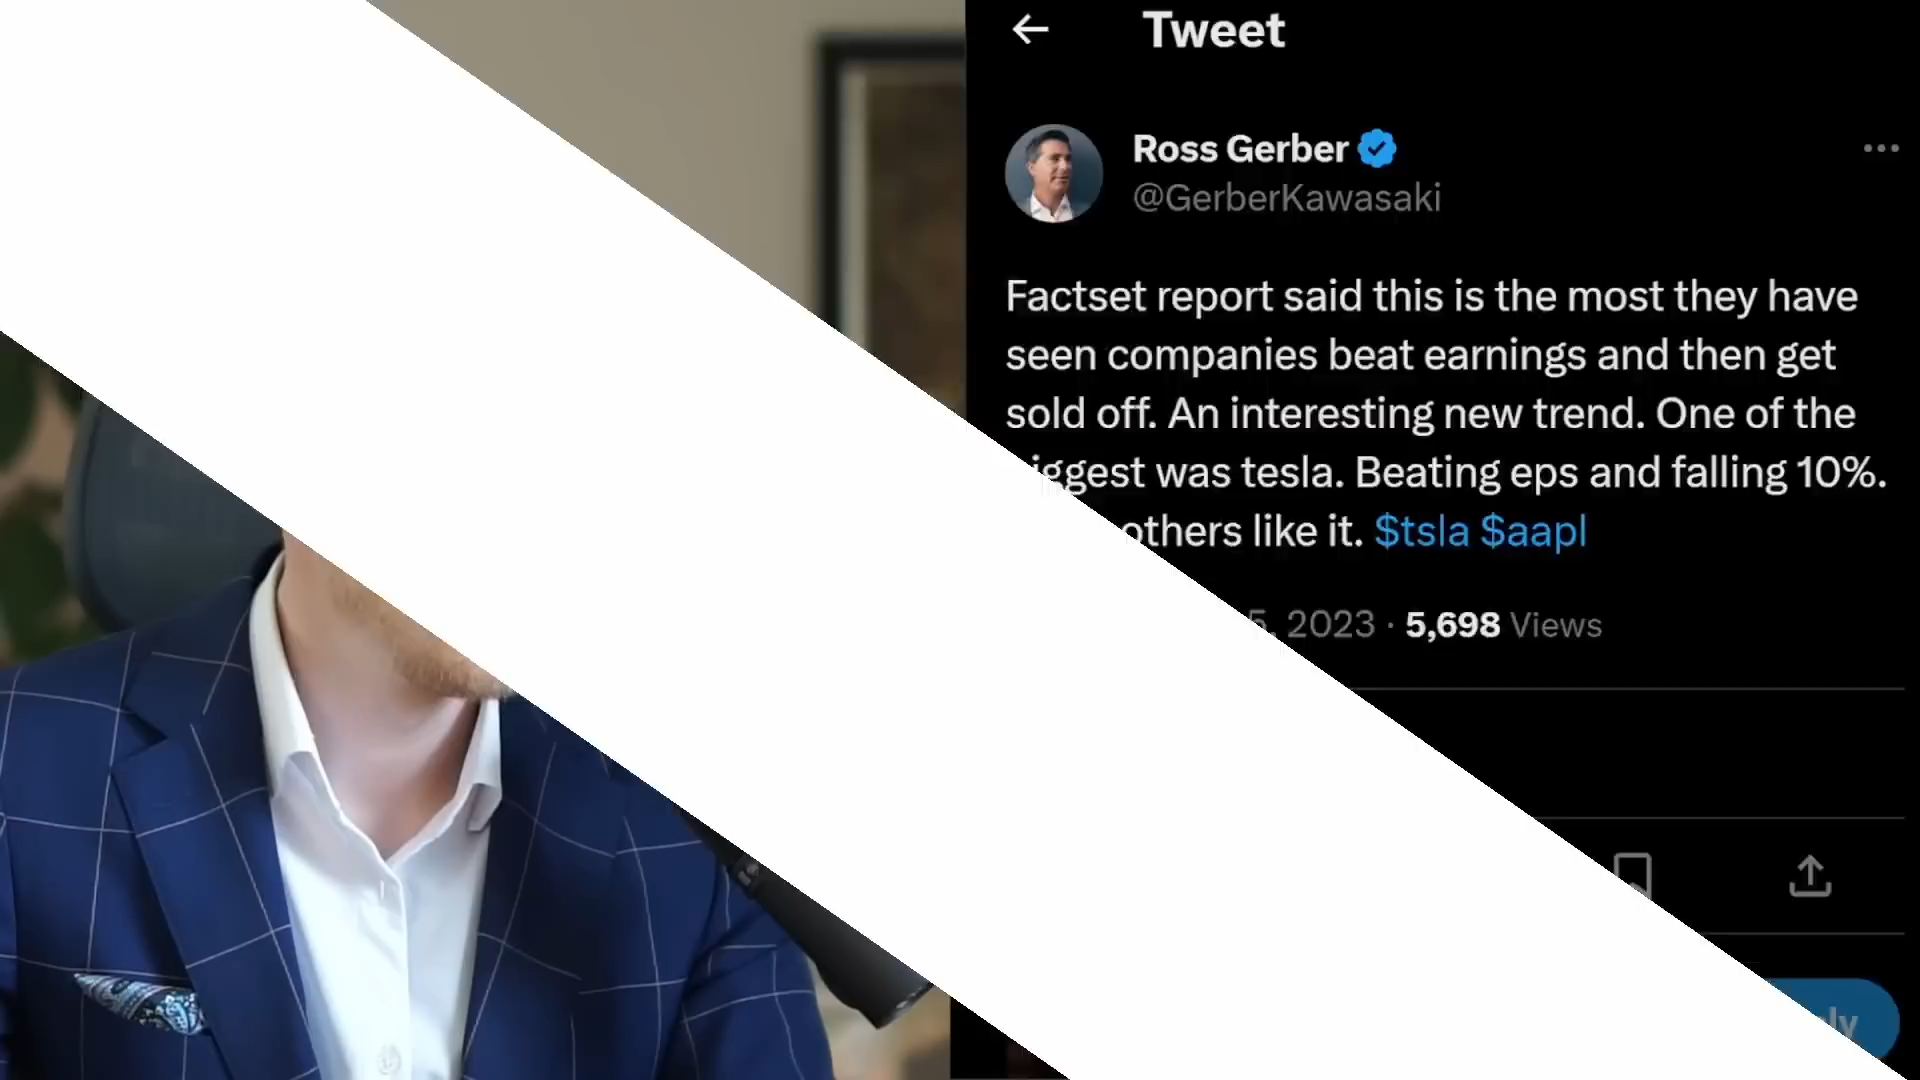 Tweet
Ross Gerber
@GerberKawasaki
Factset report said this is the most they have
seen companies beat earnings and then get
sold off. An interesting new trend. One of the
iggest was tesla. Beating eps and falling 10%.
others like it. $tsla $aapl
5, 2023 · 5,698 Views